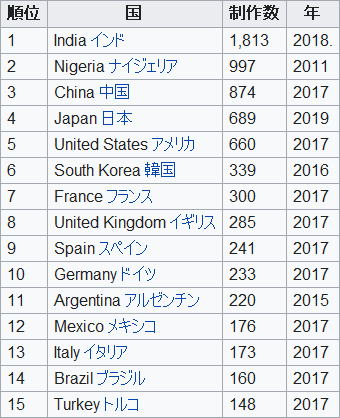 順位 国 制作数 年
1 India インド 1,813 2018.
2 Nigeria ナイジェリア 997 2011
3 China 中国 874 2017
4 Japan 日本 689 2019
5 United States アメリカ 660 2017
6 South Korea 韓国 339 2016
7 France フランス 300 2017
8 United Kingdom イギリス 285 2017
9 Spain スペイン 241 2017
10 Germany ドイツ 233 2017
11 Argentina アルゼンチン 220 2015
12 Mexico メキシコ 176 2017
13 Italy イタリア 173 2017
14 Brazil ブラジル 160 2017
15 Turkey トルコ 148 2017